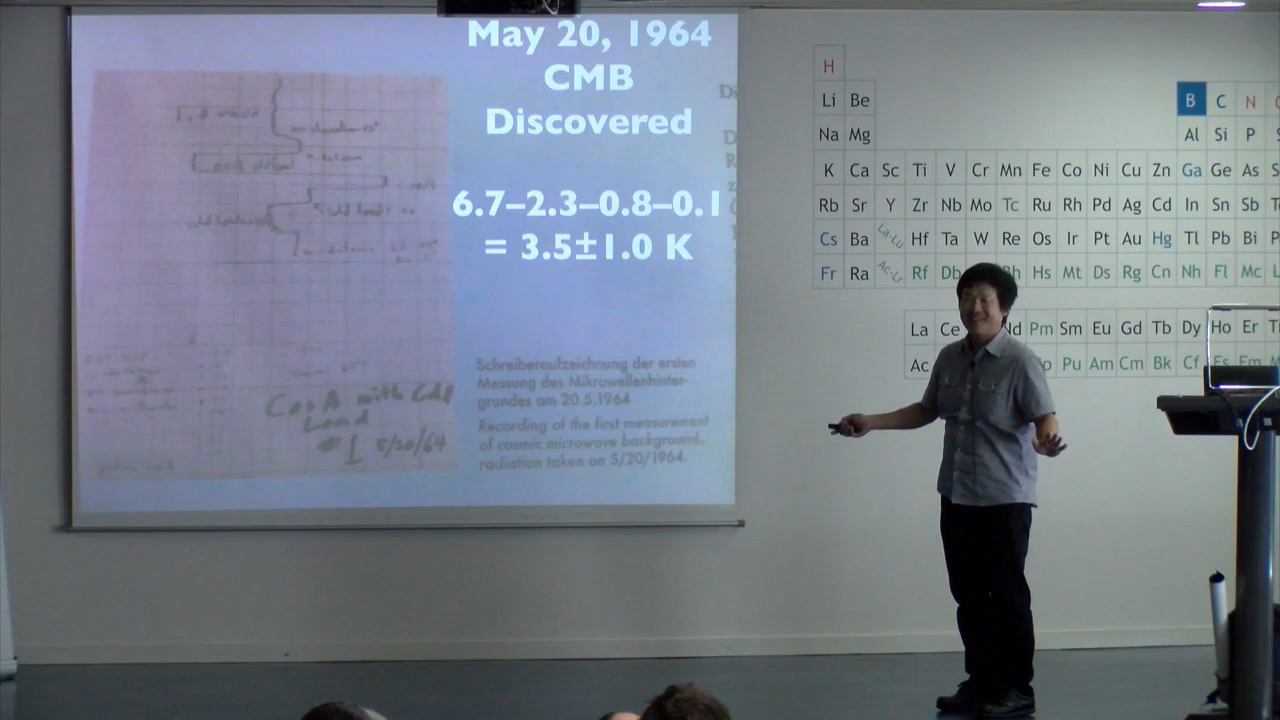 May 20, 1964
CMB
Discovered
6.7–2.3–0.8–0.1
= 3.5±1.0 K
Schreiberaufzeichnung der ersten
Messung des Mikrowellenhinter-
grundes am 20.5.1964
Recording of the first measurement
of cosmic microwave background
radiation taken on 5/20/1964.
with Cold
Load
#1 5/20/64
H
Li Be B C N
Na Mg Al Si P
K Ca Sc Ti V Cr Mn Fe Co Ni Cu Zn Ga Ge As
Rb Sr Y Zr Nb Mo Tc Ru Rh Pd Ag Cd In Sn Sb
Cs Ba La-Lu Hf Ta W Re Os Ir Pt Au Hg Tl Pb Bi
Fr Ra Ac-Lr Rf Db Bh Hs Mt Ds Rg Cn Nh Fl Mc
La Ce Nd Pm Sm Eu Gd Tb Dy Ho Er
Ac Pu Am Cm Bk Cf Es Fm